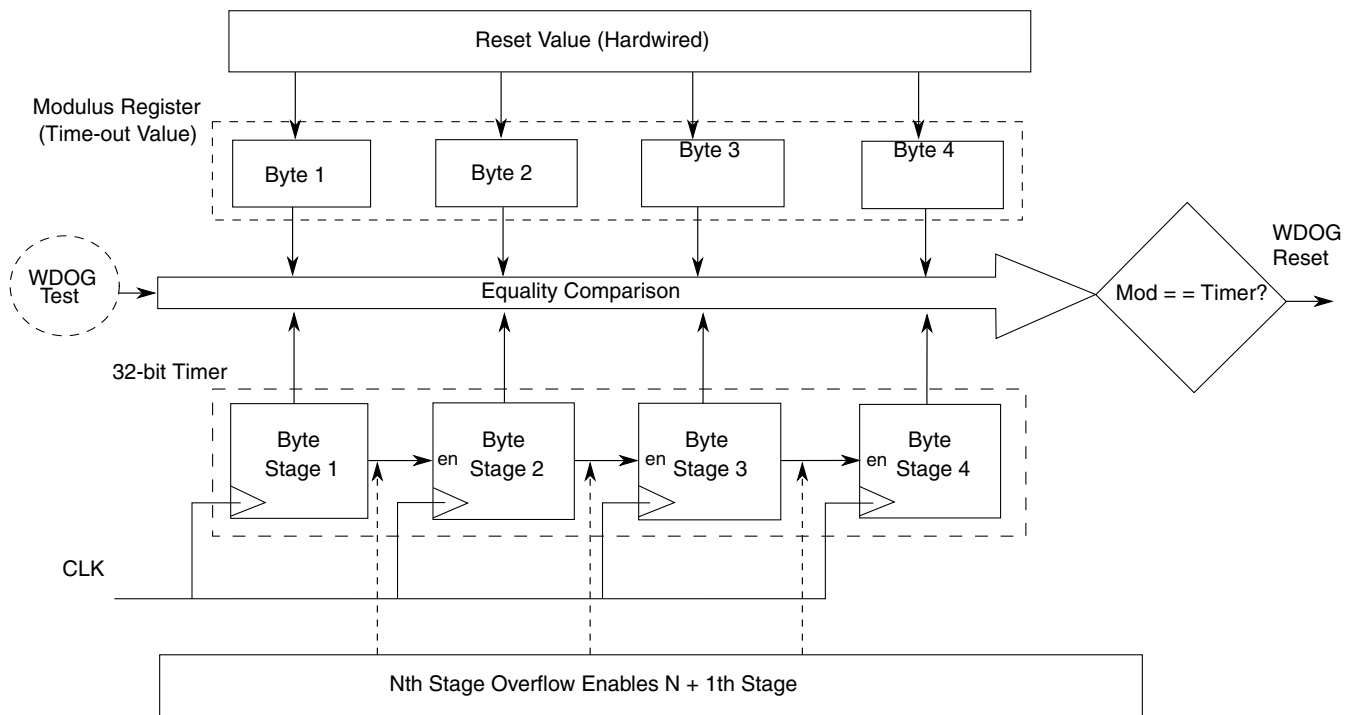 Reset Value (Hardwired)
Modulus Register
(Time-out Value)
Byte 1
Byte 2
Byte 3
Byte 4
WDOG
Test
Equality Comparison
Mod = = Timer?
WDOG
Reset
32-bit Timer
Byte
Stage 1
en
Byte
Stage 2
en
Byte
Stage 3
en
Byte
Stage 4
CLK
Nth Stage Overflow Enables N + 1th Stage